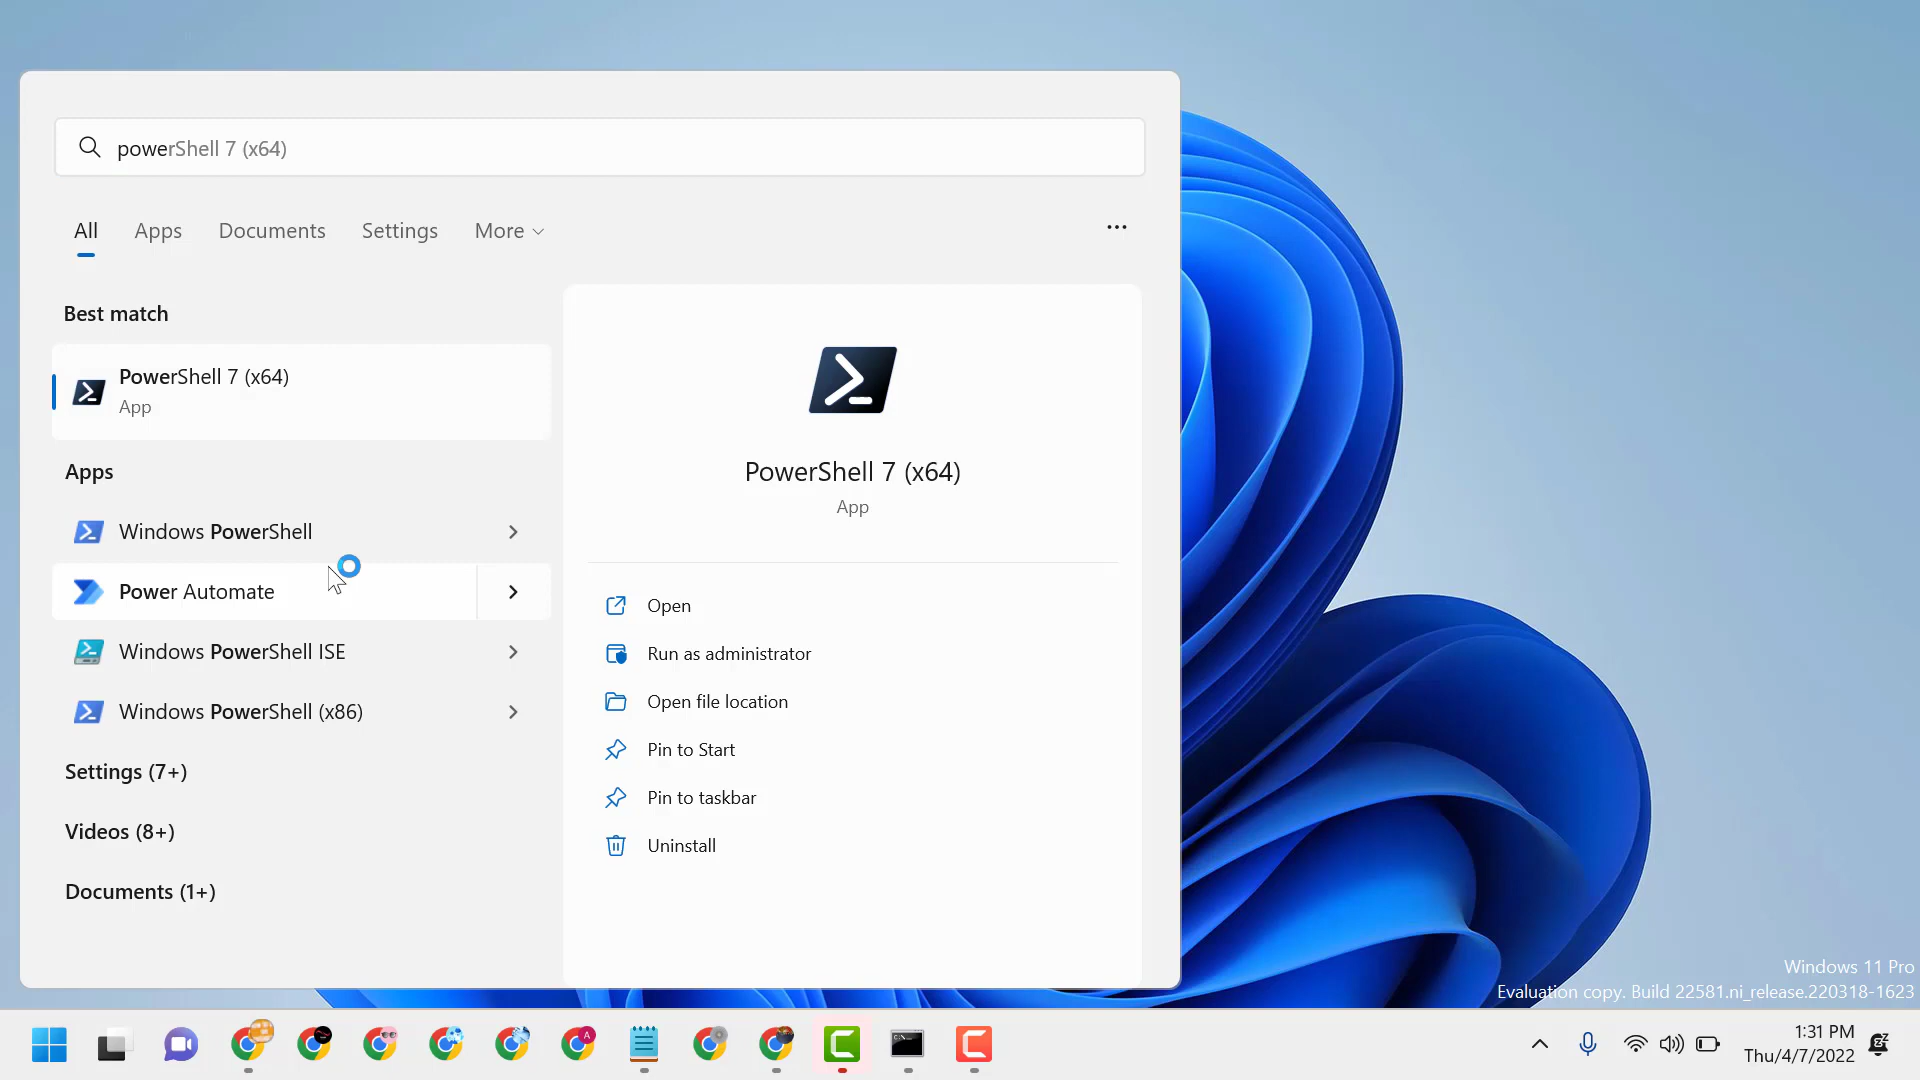 powerShell 7 (x64)
All Apps Documents Settings More
Best match
PowerShell 7 (x64)
App
Apps
Windows PowerShell
Power Automate
Windows PowerShell ISE
Windows PowerShell (x86)
Settings (7+)
Videos (8+)
Documents (1+)
PowerShell 7 (x64)
App
Open
Run as administrator
Open file location
Pin to Start
Pin to taskbar
Uninstall
Windows 11 Pro
Evaluation copy. Build 22581.ni_release.220318-1623
1:31 PM
Thu/4/7/2022